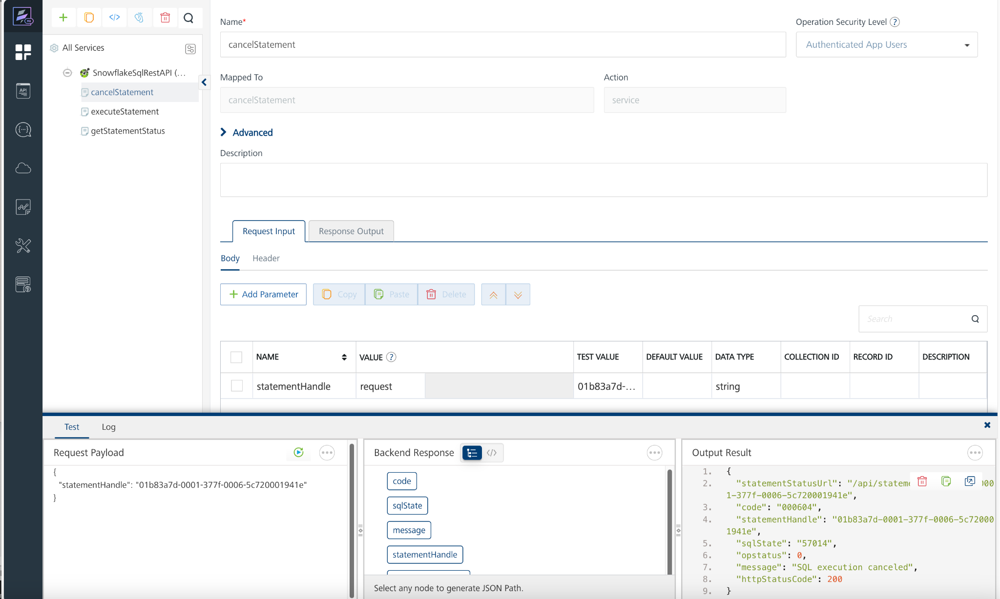 MX
API
All Services
SnowflakeSqlRestAPI (...
cancelStatement
executeStatement
getStatementStatus
Name*
cancelStatement
Operation Security Level ?
Authenticated App Users
Mapped To
cancelStatement
Action
service
Advanced
Description
Request Input
Response Output
Body
Header
Add Parameter
Copy
Paste
Delete
Search
NAME
VALUE ?
TEST VALUE
DEFAULT VALUE
DATA TYPE
COLLECTION ID
RECORD ID
DESCRIPTION
statementHandle
request
01b83a7d-...
string
Test
Log
Request Payload
{
"statementHandle": "01b83a7d-0001-377f-0006-5c720001941e"
}
Backend Response
</>
code
sqlState
message
statementHandle
Select any node to generate JSON Path.
Output Result
1. {
2. "statementStatusUrl": "/api/stateme 00
1-377f-0006-5c720001941e",
3. "code": "000604",
4. "statementHandle": "01b83a7d-0001-377f-0006-5c72000
1941e",
5. "sqlState": "57014",
6. "opstatus": 0,
7. "message": "SQL execution canceled",
8. "httpStatusCode": 200
9. }